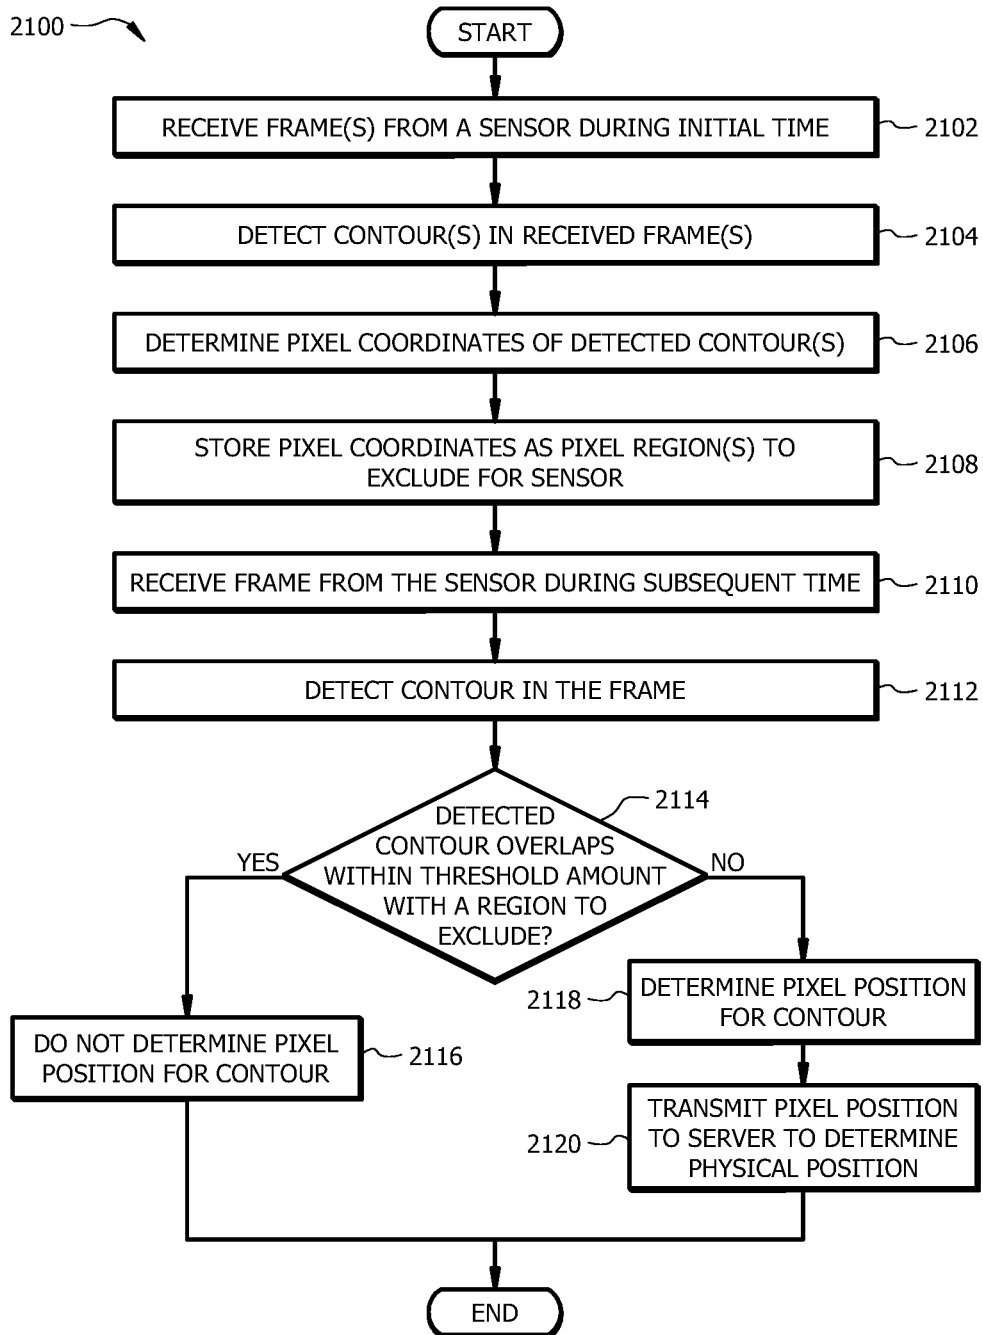 2100
START
RECEIVE FRAME(S) FROM A SENSOR DURING INITIAL TIME
2102
DETECT CONTOUR(S) IN RECEIVED FRAME(S)
2104
DETERMINE PIXEL COORDINATES OF DETECTED CONTOUR(S)
2106
STORE PIXEL COORDINATES AS PIXEL REGION(S) TO
EXCLUDE FOR SENSOR
2108
RECEIVE FRAME FROM THE SENSOR DURING SUBSEQUENT TIME
2110
DETECT CONTOUR IN THE FRAME
2112
DETECTED
CONTOUR OVERLAPS
WITHIN THRESHOLD AMOUNT
WITH A REGION TO
EXCLUDE?
2114
YES
NO
DO NOT DETERMINE PIXEL
POSITION FOR CONTOUR
2116
2118
DETERMINE PIXEL POSITION
FOR CONTOUR
2120
TRANSMIT PIXEL POSITION
TO SERVER TO DETERMINE
PHYSICAL POSITION
END